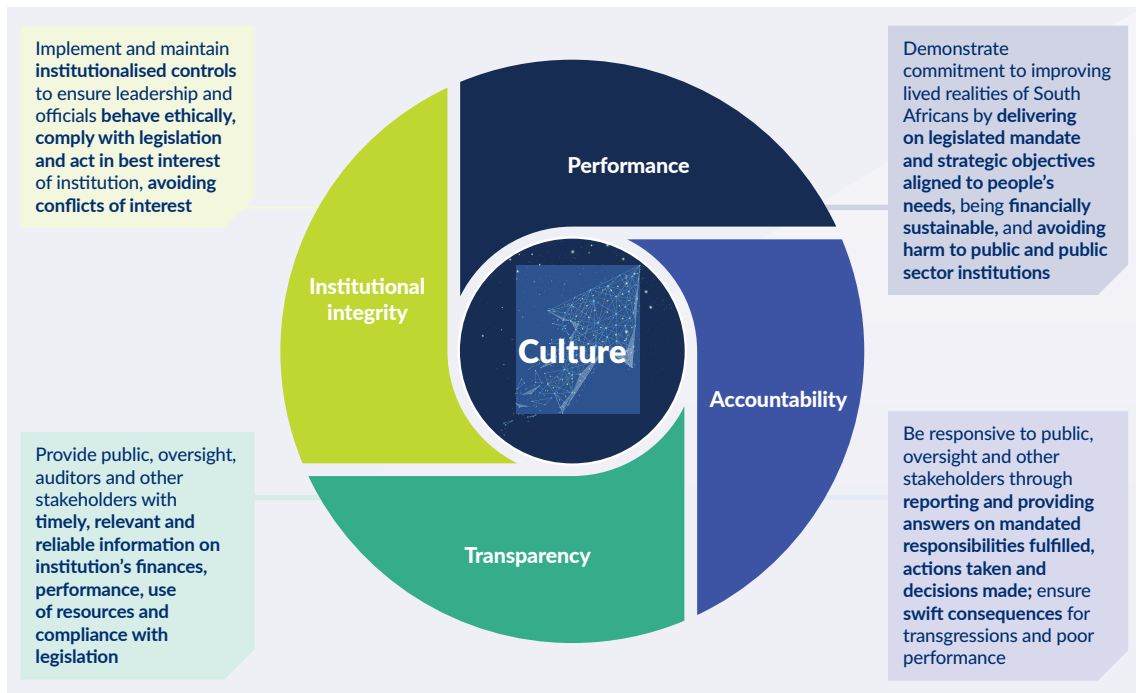 Implement and maintain
institutionalised controls
to ensure leadership and
officials behave ethically,
comply with legislation
and act in best interest
of institution, avoiding
conflicts of interest
Demonstrate
commitment to improving
lived realities of South
Africans by delivering
on legislated mandate
and strategic objectives
aligned to people's
needs, being financially
sustainable, and avoiding
harm to public and public
sector institutions
Performance
Institutional
integrity
Culture
Accountability
Transparency
Provide public, oversight,
auditors and other
stakeholders with
timely, relevant and
reliable information on
institution's finances,
performance, use
of resources and
compliance with
legislation
Be responsive to public,
oversight and other
stakeholders through
reporting and providing
answers on mandated
responsibilities fulfilled,
actions taken and
decisions made; ensure
swift consequences for
transgressions and poor
performance